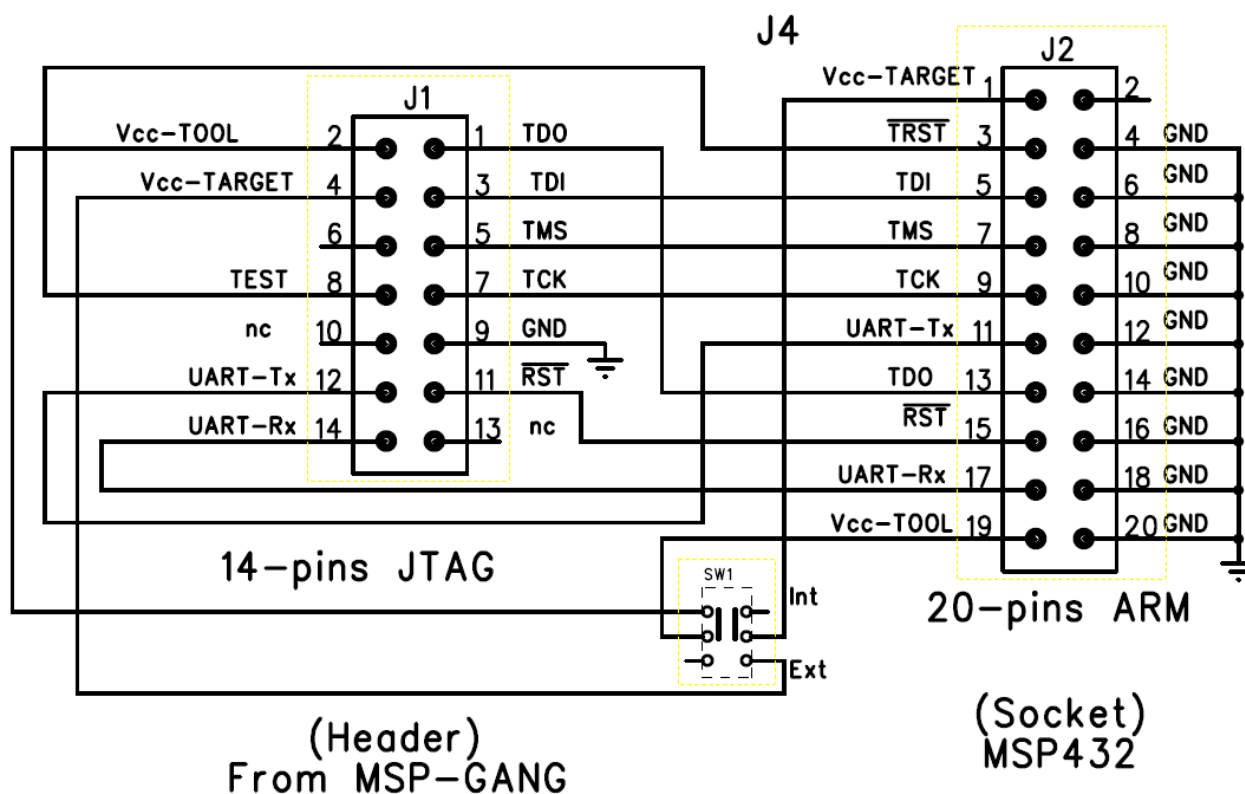 J4
J1
J2
Vcc-TARGET 1 2
Vcc-TOOL 2 1 TDO
T̅R̅S̅T̅ 3 4 GND
Vcc-TARGET 4 3 TDI
TDI 5 6 GND
6 5 TMS
TMS 7 8 GND
TEST 8 7 TCK
TCK 9 10 GND
nc 10 9 GND
UART-Tx 11 12 GND
UART-Tx 12 11 R̅S̅T̅
TDO 13 14 GND
UART-Rx 14 13 nc
R̅S̅T̅ 15 16 GND
UART-Rx 17 18 GND
Vcc-TOOL 19 20 GND
14-pins JTAG
SW1
Int
Ext
20-pins ARM
(Header)
From MSP-GANG
(Socket)
MSP432